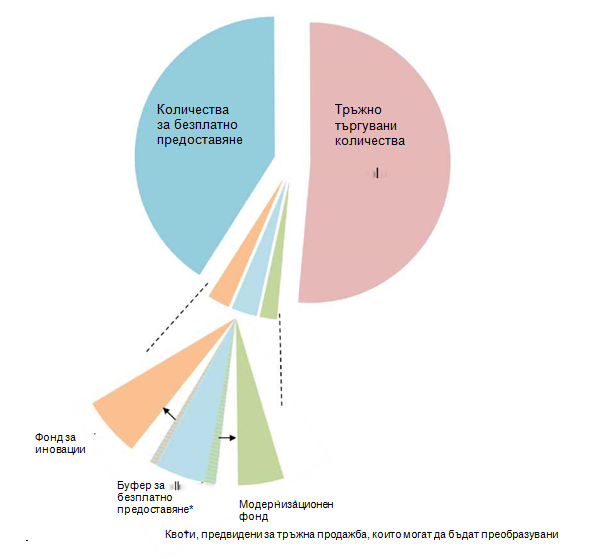 Количества
за безплатно
предоставяне
Тръжно
търгувани
количества
Фонд за
иновации
Буфер за
безплатно
предоставяне*
Модернизационен
фонд
Квоти, предвидени за тръжна продажба, които могат да бъдат преобразувани